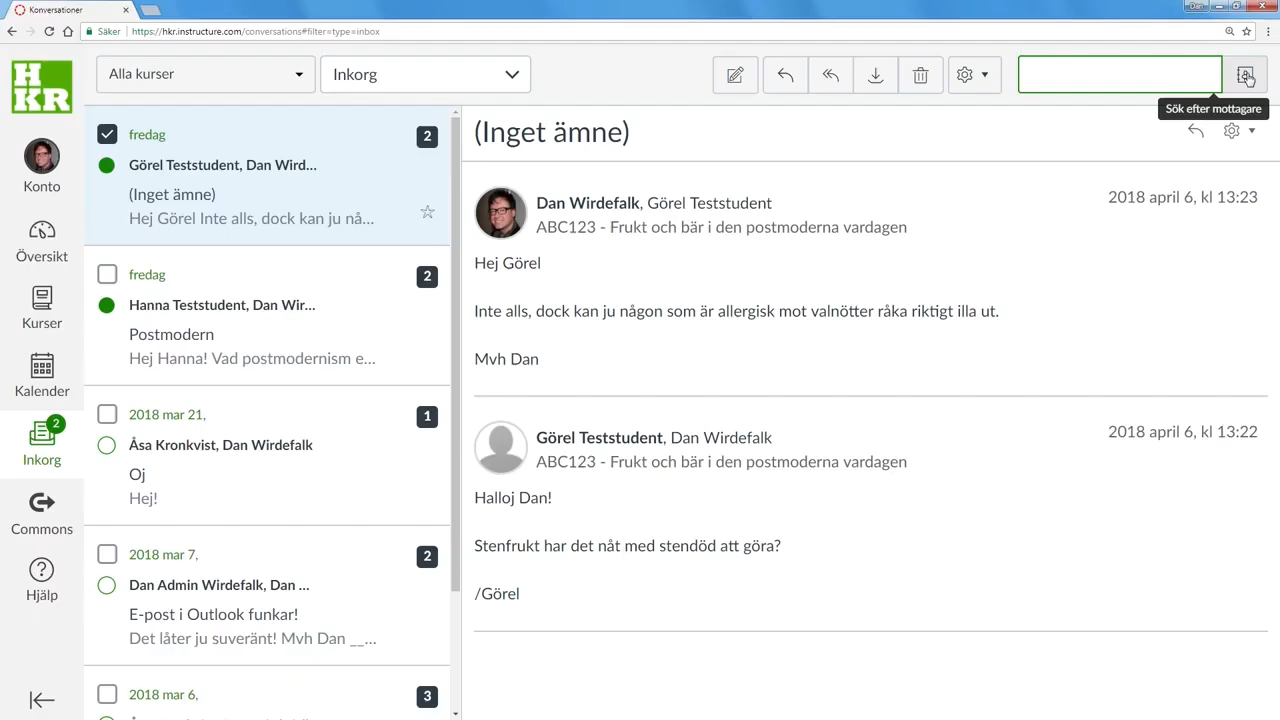 Konversationer
Dan
Säker
https://hkr.instructure.com/conversations#filter=type=inbox
HKR
Alla kurser
Inkorg
Sök efter mottagare
Konto
Översikt
Kurser
Kalender
2
Inkorg
Commons
Hjälp
fredag
2
Görel Teststudent, Dan Wird...
(Inget ämne)
Hej Görel Inte alls, dock kan ju nå...
fredag
2
Hanna Teststudent, Dan Wir...
Postmodern
Hej Hanna! Vad postmodernism e...
2018 mar 21,
1
Åsa Kronkvist, Dan Wirdefalk
Oj
Hej!
2018 mar 7,
2
Dan Admin Wirdefalk, Dan ...
E-post i Outlook funkar!
Det låter ju suveränt! Mvh Dan __...
2018 mar 6,
3
(Inget ämne)
Dan Wirdefalk, Görel Teststudent
2018 april 6, kl 13:23
ABC123 - Frukt och bär i den postmoderna vardagen
Hej Görel
Inte alls, dock kan ju någon som är allergisk mot valnötter råka riktigt illa ut.
Mvh Dan
Görel Teststudent, Dan Wirdefalk
2018 april 6, kl 13:22
ABC123 - Frukt och bär i den postmoderna vardagen
Halloj Dan!
Stenfrukt har det nåt med stendöd att göra?
/Görel